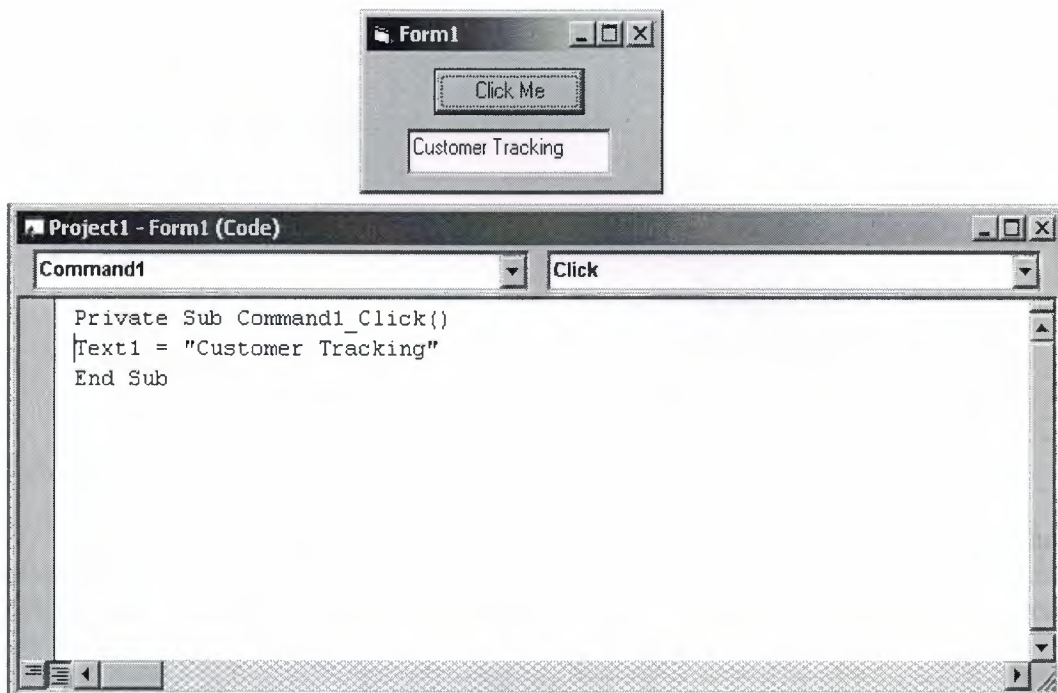 Form1
Click Me
Customer Tracking
Project1 - Form1 (Code)
Command1 Click
Private Sub Command1_Click()
Text1 = "Customer Tracking"
End Sub